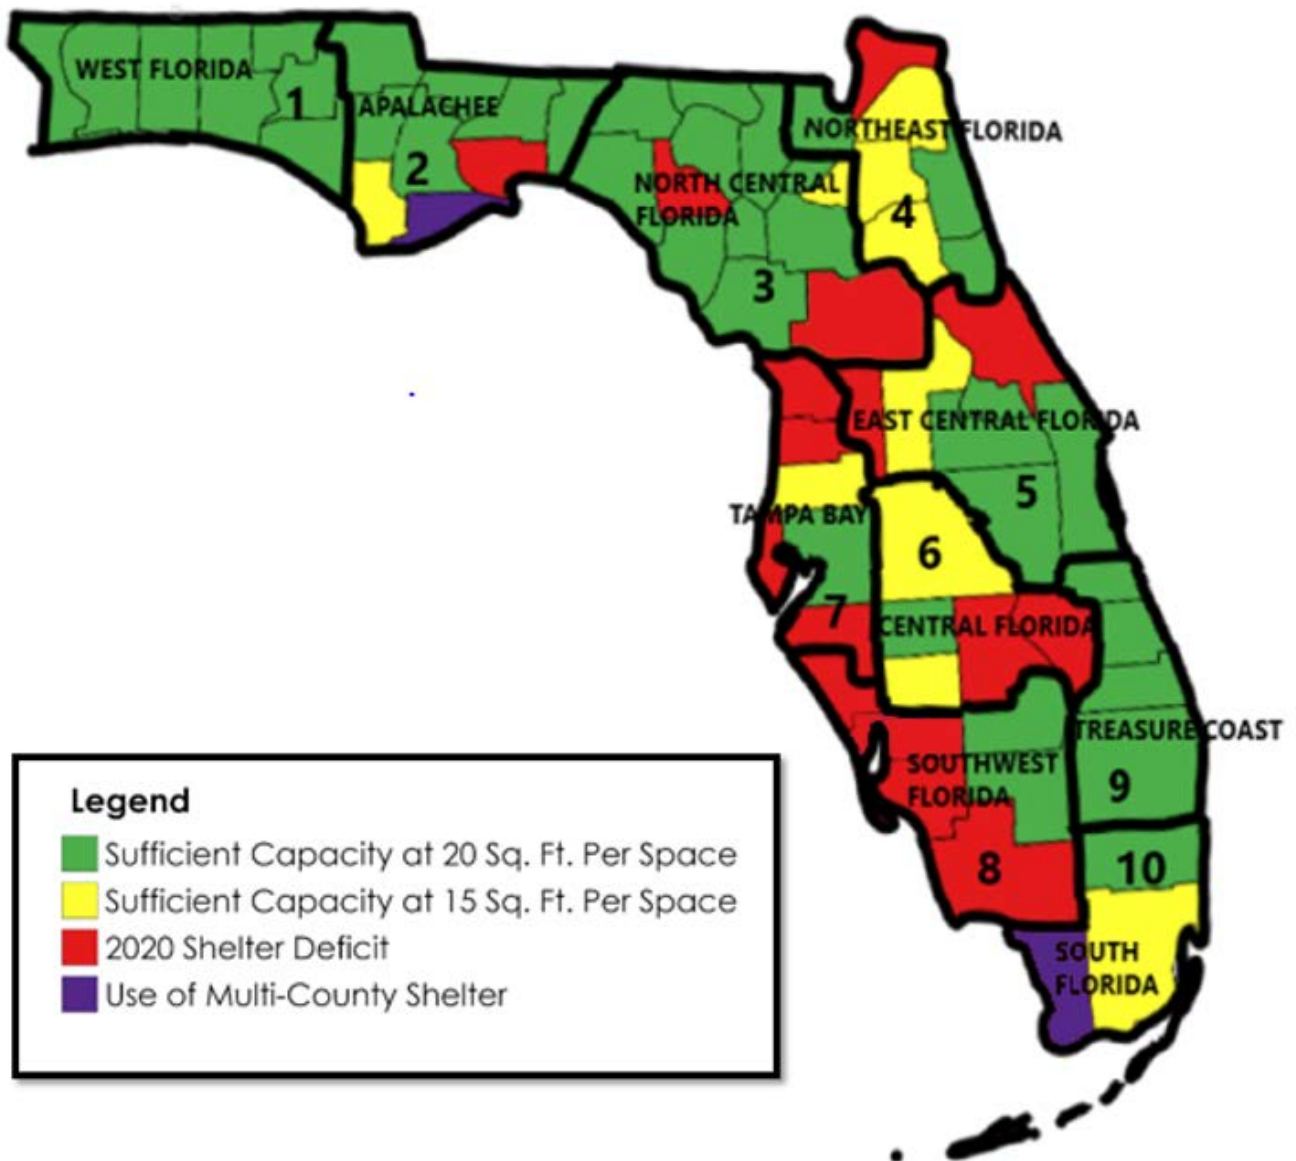 WEST FLORIDA
1
APALACHEE
2
NORTHEAST FLORIDA
4
NORTH CENTRAL
FLORIDA
3
EAST CENTRAL FLORIDA
5
TAMPA BAY
7
6
CENTRAL FLORIDA
TREASURE COAST
9
SOUTHWEST
FLORIDA
8
10
SOUTH
FLORIDA
Legend
Sufficient Capacity at 20 Sq. Ft. Per Space
Sufficient Capacity at 15 Sq. Ft. Per Space
2020 Shelter Deficit
Use of Multi-County Shelter